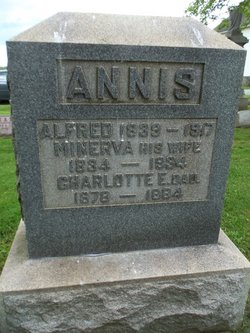 ANNIS
ALFRED 1839 – 1917
MINERVA HIS WIFE
1834 – 1894
CHARLOTTE E. DAU.
1878 – 1884